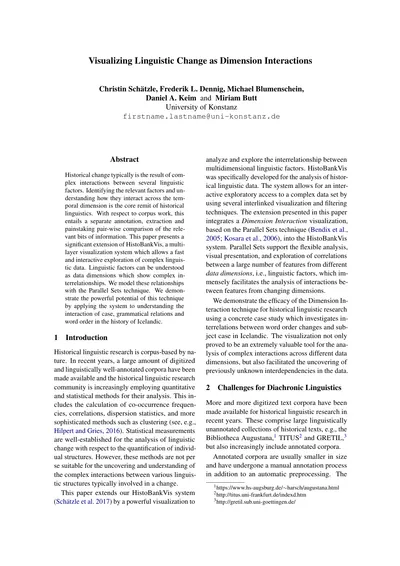 Visualizing Linguistic Change as Dimension Interactions
Christin Schätzle, Frederik L. Dennig, Michael Blumenschein,
Daniel A. Keim and Miriam Butt
University of Konstanz
firstname.lastname@uni-konstanz.de
Abstract
Historical change typically is the result of com-
plex interactions between several linguistic
factors. Identifying the relevant factors and un-
derstanding how they interact across the tem-
poral dimension is the core remit of historical
linguistics. With respect to corpus work, this
entails a separate annotation, extraction and
painstaking pair-wise comparison of the rele-
vant bits of information. This paper presents a
significant extension of HistoBankVis, a multi-
layer visualization system which allows a fast
and interactive exploration of complex linguis-
tic data. Linguistic factors can be understood
as data dimensions which show complex in-
terrelationships. We model these relationships
with the Parallel Sets technique. We demon-
strate the powerful potential of this technique
by applying the system to understanding the
interaction of case, grammatical relations and
word order in the history of Icelandic.
1 Introduction
Historical linguistic research is corpus-based by na-
ture. In recent years, a large amount of digitized
and linguistically well-annotated corpora have been
made available and the historical linguistic research
community is increasingly employing quantitative
and statistical methods for their analysis. This in-
cludes the calculation of co-occurrence frequen-
cies, correlations, dispersion statistics, and more
sophisticated methods such as clustering (see, e.g.,
Hilpert and Gries, 2016). Statistical measurements
are well-established for the analysis of linguistic
change with respect to the quantification of individ-
ual structures. However, these methods are not per
se suitable for the uncovering and understanding of
the complex interactions between various linguis-
tic structures typically involved in a change.
This paper extends our HistoBankVis system
(Schätzle et al. 2017) by a powerful visualization to
analyze and explore the interrelationship between
multidimensional linguistic factors. HistoBankVis
was specifically developed for the analysis of histor-
ical linguistic data. The system allows for an inter-
active exploratory access to a complex data set by
using several interlinked visualization and filtering
techniques. The extension presented in this paper
integrates a Dimension Interaction visualization,
based on the Parallel Sets technique (Bendix et al.,
2005; Kosara et al., 2006), into the HistoBankVis
system. Parallel Sets support the flexible analysis,
visual presentation, and exploration of correlations
between a large number of features from different
data dimensions, i.e., linguistic factors, which im-
mensely facilitates the analysis of interactions be-
tween features from changing dimensions.
We demonstrate the efficacy of the Dimension In-
teraction technique for historical linguistic research
using a concrete case study which investigates in-
terrelations between word order changes and sub-
ject case in Icelandic. The visualization not only
proved to be an extremely valuable tool for the ana-
lysis of complex interactions across different data
dimensions, but also facilitated the uncovering of
previously unknown interdependencies in the data.
2 Challenges for Diachronic Linguistics
More and more digitized text corpora have been
made available for historical linguistic research in
recent years. These comprise large linguistically
unannotated collections of historical texts, e.g., the
Bibliotheca Augustana,1 TITUS2 and GRETIL,3
but also increasingly include annotated corpora.
Annotated corpora are usually smaller in size
and have undergone a manual annotation process
in addition to an automatic preprocessing. The
1https://www.hs-augsburg.de/~harsch/augustana.html
2http://titus.uni-frankfurt.de/indexd.htm
3http://gretil.sub.uni-goettingen.de/